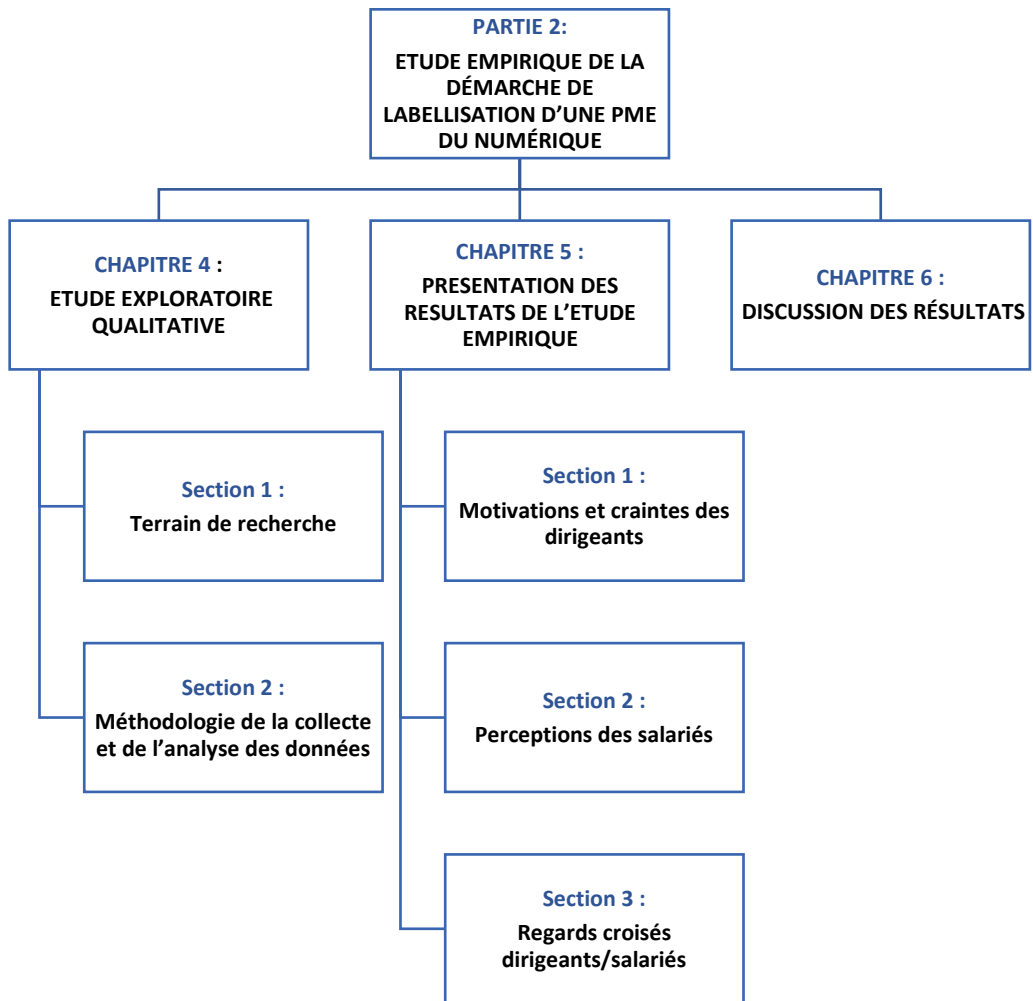 PARTIE 2:
ETUDE EMPIRIQUE DE LA
DÉMARCHE DE
LABELLISATION D’UNE PME
DU NUMÉRIQUE
CHAPITRE 4 :
ETUDE EXPLORATOIRE
QUALITATIVE
CHAPITRE 5 :
PRESENTATION DES
RESULTATS DE L’ETUDE
EMPIRIQUE
CHAPITRE 6 :
DISCUSSION DES RÉSULTATS
Section 1 :
Terrain de recherche
Section 2 :
Méthodologie de la collecte
et de l’analyse des données
Section 1 :
Motivations et craintes des
dirigeants
Section 2 :
Perceptions des salariés
Section 3 :
Regards croisés
dirigeants/salariés